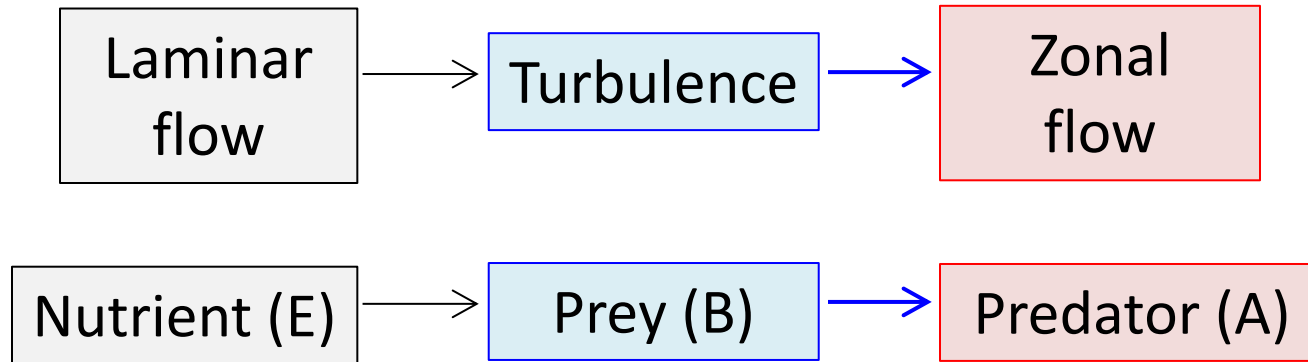 Laminar
flow
Turbulence
Zonal
flow
Nutrient (E)
Prey (B)
Predator (A)